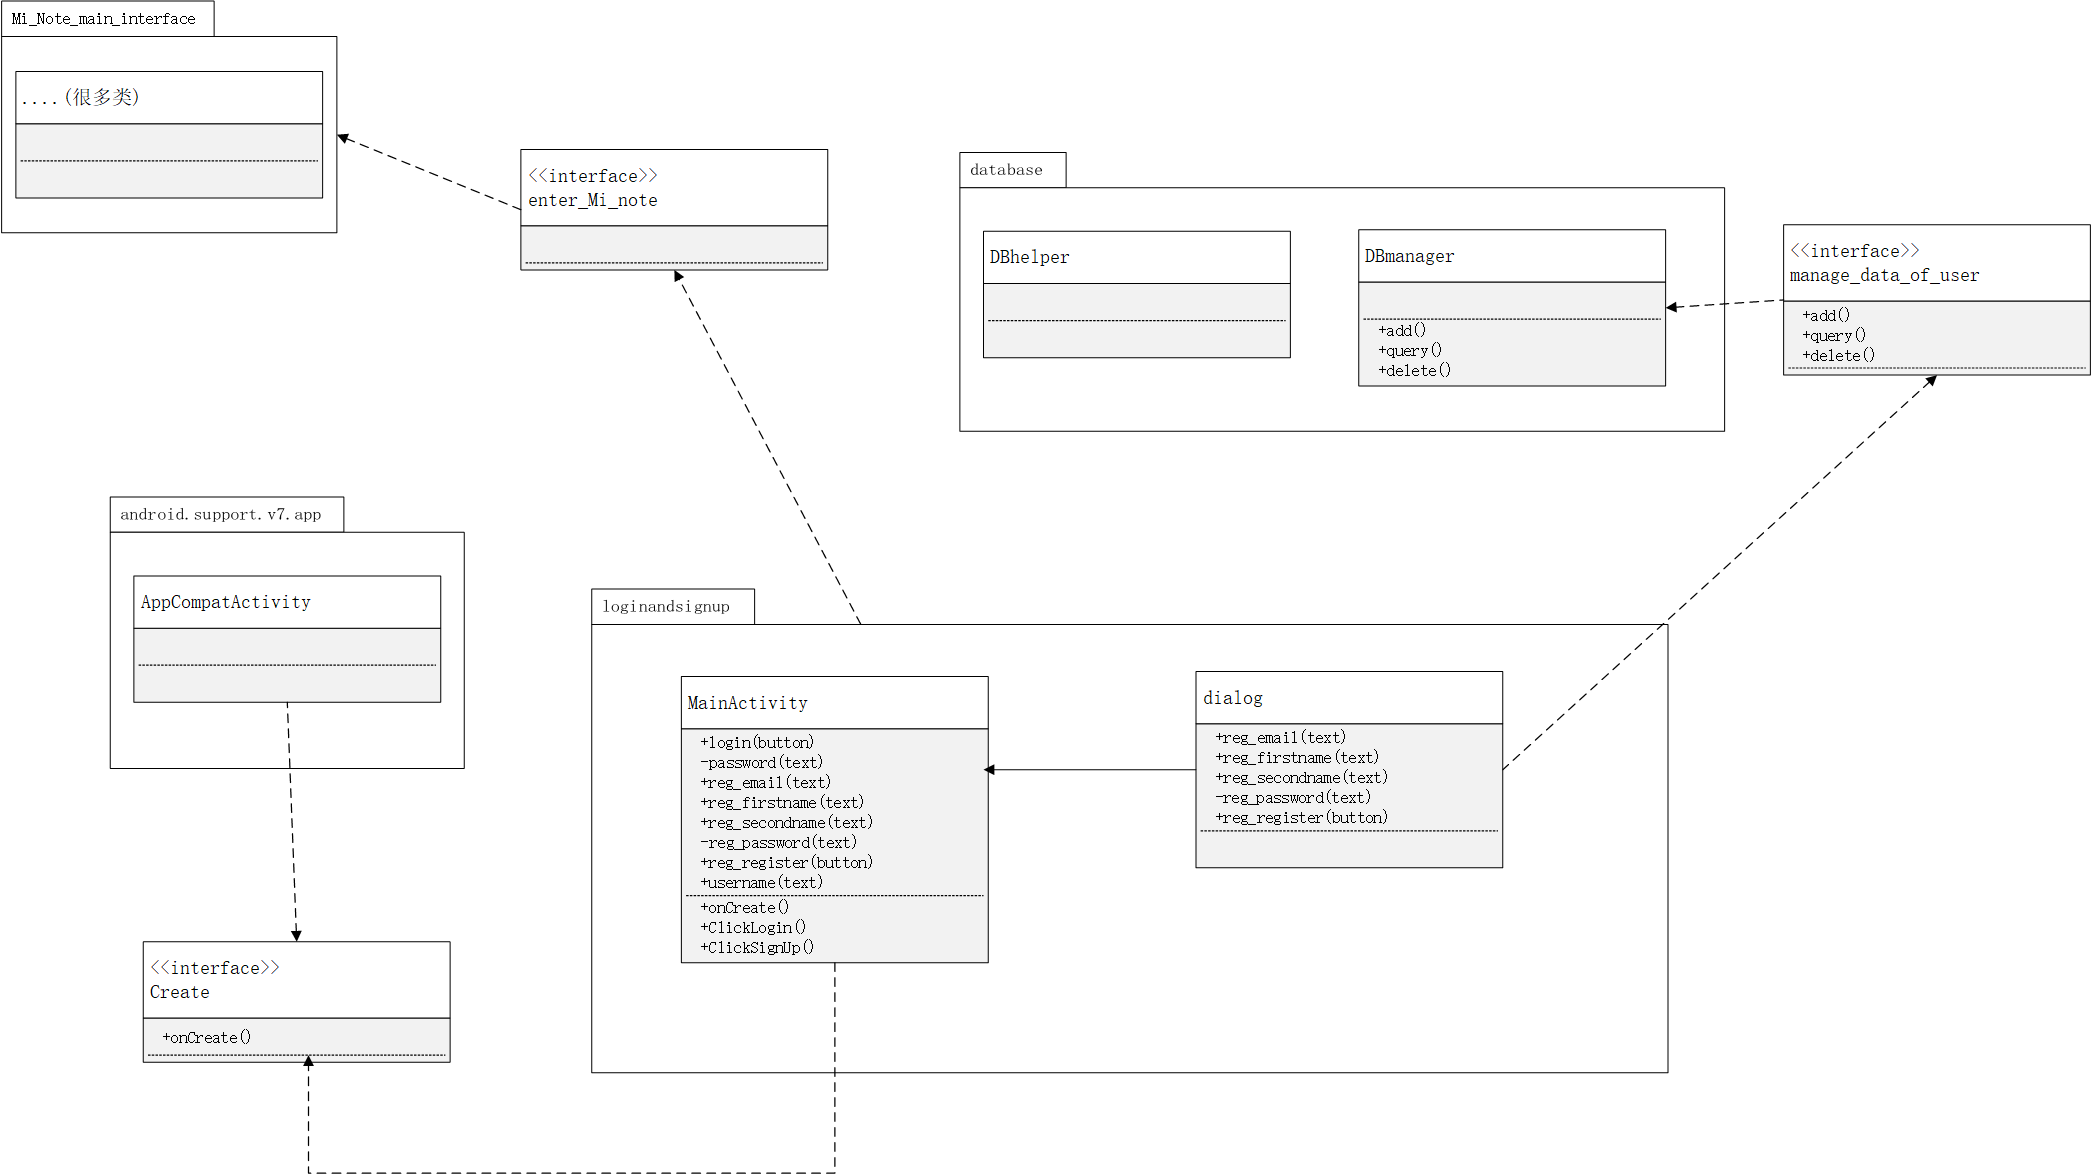 Mi_Note_main_interface
....(很多类)
<<interface>>
enter_Mi_note
database
DBhelper
DBmanager
+add()
+query()
+delete()
<<interface>>
manage_data_of_user
+add()
+query()
+delete()
android.support.v7.app
AppCompatActivity
loginandsignup
MainActivity
+login(button)
-password(text)
+reg_email(text)
+reg_firstname(text)
+reg_secondname(text)
-reg_password(text)
+reg_register(button)
+username(text)
+onCreate()
+ClickLogin()
+ClickSignUp()
dialog
+reg_email(text)
+reg_firstname(text)
+reg_secondname(text)
-reg_password(text)
+reg_register(button)
<<interface>>
Create
+onCreate()